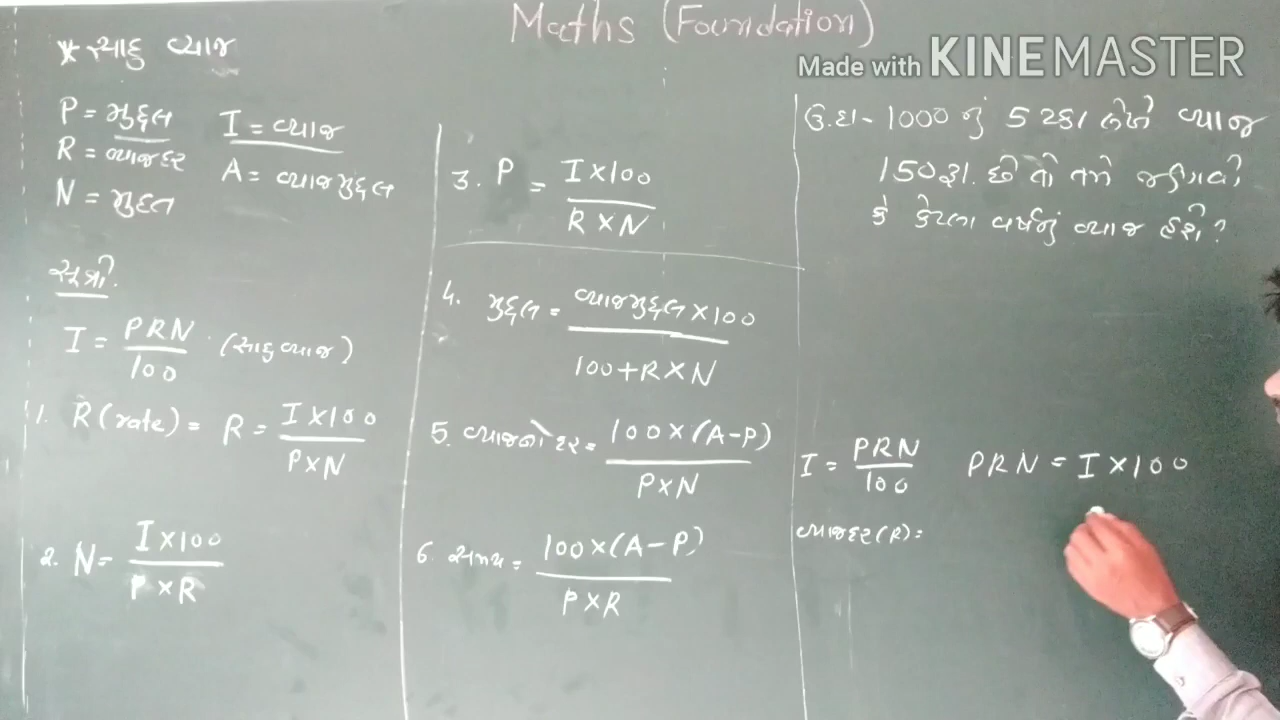 Maths (Foundation)
Made with KINEMASTER
* સાદુ વ્યાજ
P = મુદ્દલ
R = વ્યાજદર
N = મુદત
I = વ્યાજ
A = વ્યાજમુદ્દલ
સૂત્રો:
I = PRN / 100 (સાદુ વ્યાજ)
1. R (rate) = R = I × 100 / P × N
2. N = I × 100 / P × R
3. P = I × 100 / R × N
4. મુદ્દલ = વ્યાજમુદ્દલ × 100 / 100 + R × N
5. વ્યાજનો દર = 100 × (A - P) / P × N
6. સમય = 100 × (A - P) / P × R
ઉ.દા - 1000 નું 5 ટકા લેખે વ્યાજ
150 રૂા. છે તો તમે જણાવો
કે કેટલા વર્ષનું વ્યાજ હશે?
I = PRN / 100 PRN = I × 100
વ્યાજદર (R) =